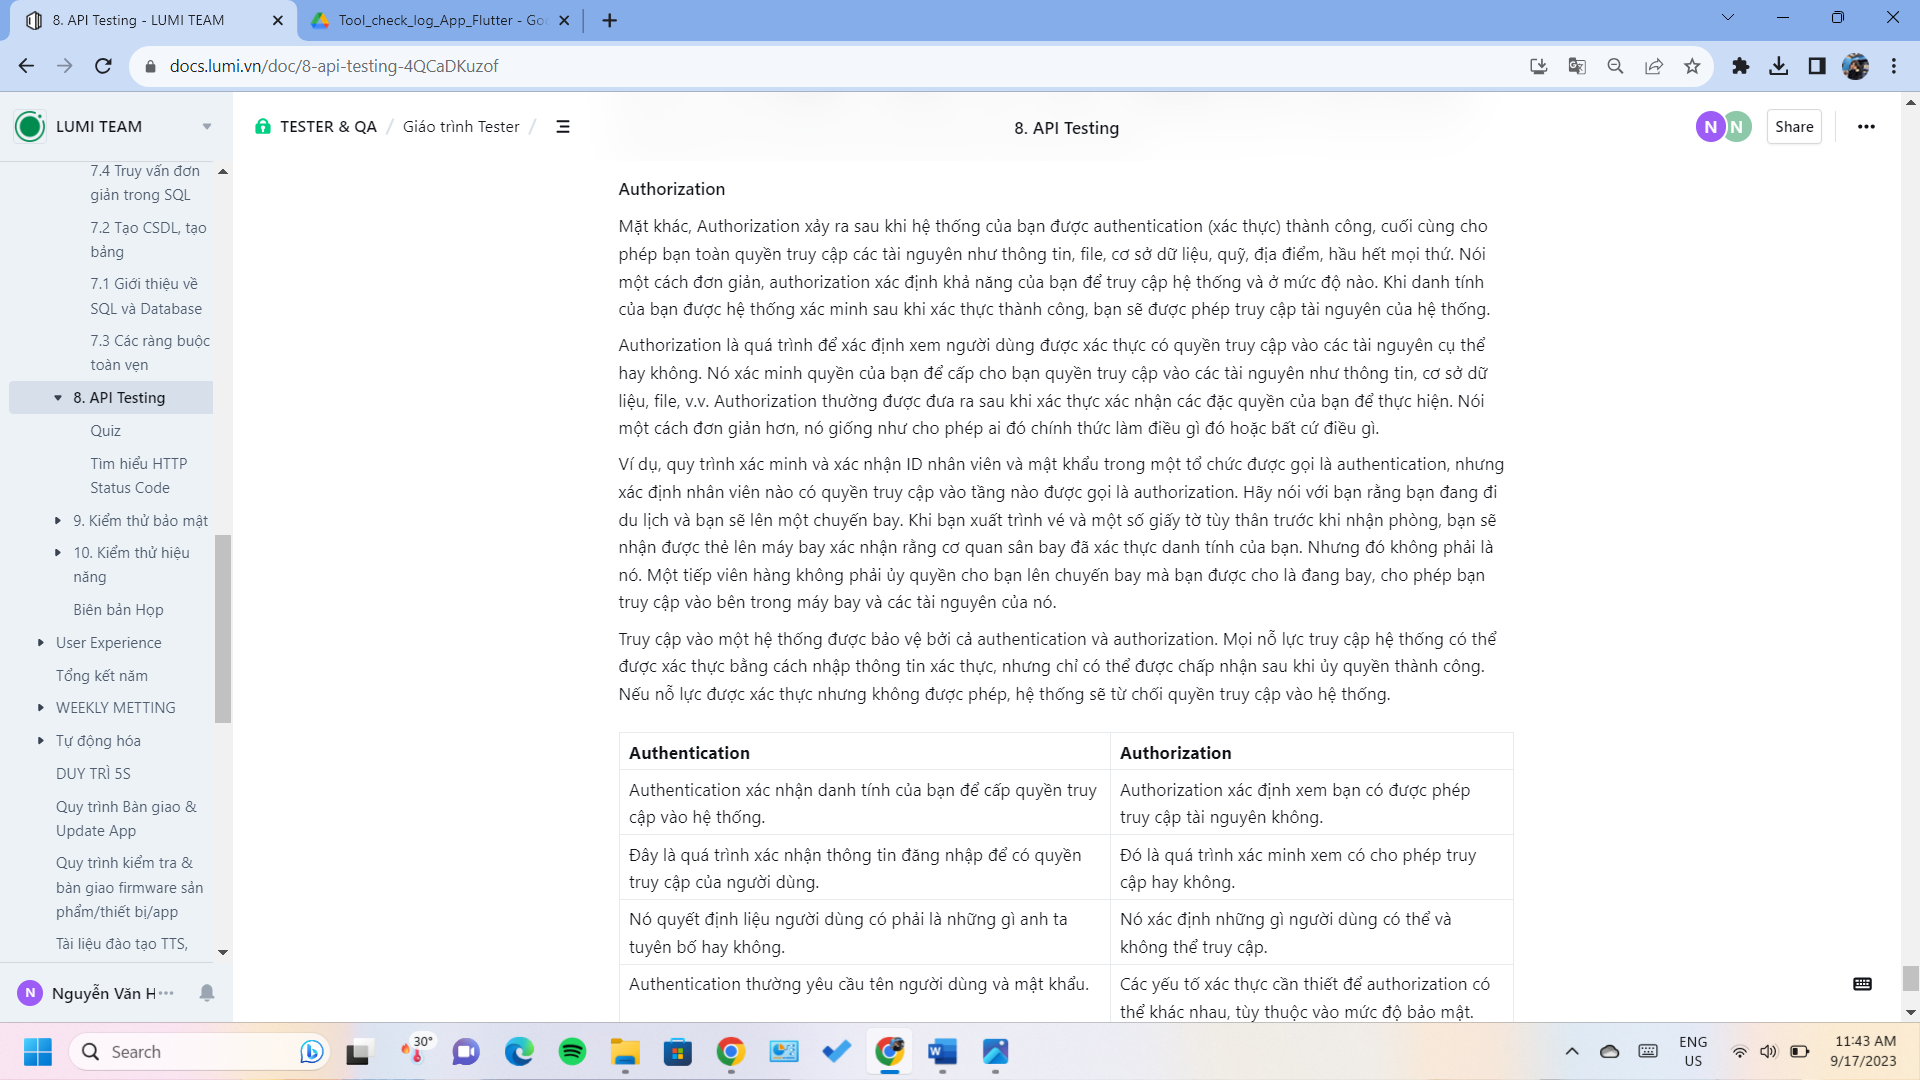 8. API Testing - LUMI TEAM
Tool_check_log_App_Flutter - Goo
docs.lumi.vn/doc/8-api-testing-4QCaDKuzof
LUMI TEAM
7.4 Truy vấn đơn
giản trong SQL
7.2 Tạo CSDL, tạo
bảng
7.1 Giới thiệu về
SQL và Database
7.3 Các ràng buộc
toàn vẹn
8. API Testing
Quiz
Tìm hiểu HTTP
Status Code
9. Kiểm thử bảo mật
10. Kiểm thử hiệu
năng
Biên bản Họp
User Experience
Tổng kết năm
WEEKLY METTING
Tự động hóa
DUY TRÌ 5S
Quy trình Bàn giao &
Update App
Quy trình kiểm tra &
bàn giao firmware sản
phẩm/thiết bị/app
Tài liệu đào tạo TTS,
N Nguyễn Văn H
TESTER & QA / Giáo trình Tester /
8. API Testing
N N Share
Authorization
Mặt khác, Authorization xảy ra sau khi hệ thống của bạn được authentication (xác thực) thành công, cuối cùng cho
phép bạn toàn quyền truy cập các tài nguyên như thông tin, file, cơ sở dữ liệu, quỹ, địa điểm, hầu hết mọi thứ. Nói
một cách đơn giản, authorization xác định khả năng của bạn để truy cập hệ thống và ở mức độ nào. Khi danh tính
của bạn được hệ thống xác minh sau khi xác thực thành công, bạn sẽ được phép truy cập tài nguyên của hệ thống.
Authorization là quá trình để xác định xem người dùng được xác thực có quyền truy cập vào các tài nguyên cụ thể
hay không. Nó xác minh quyền của bạn để cấp cho bạn quyền truy cập vào các tài nguyên như thông tin, cơ sở dữ
liệu, file, v.v. Authorization thường được đưa ra sau khi xác thực xác nhận các đặc quyền của bạn để thực hiện. Nói
một cách đơn giản hơn, nó giống như cho phép ai đó chính thức làm điều gì đó hoặc bất cứ điều gì.
Ví dụ, quy trình xác minh và xác nhận ID nhân viên và mật khẩu trong một tổ chức được gọi là authentication, nhưng
xác định nhân viên nào có quyền truy cập vào tầng nào được gọi là authorization. Hãy nói với bạn rằng bạn đang đi
du lịch và bạn sẽ lên một chuyến bay. Khi bạn xuất trình vé và một số giấy tờ tùy thân trước khi nhận phòng, bạn sẽ
nhận được thẻ lên máy bay xác nhận rằng cơ quan sân bay đã xác thực danh tính của bạn. Nhưng đó không phải là
nó. Một tiếp viên hàng không phải ủy quyền cho bạn lên chuyến bay mà bạn được cho là đang bay, cho phép bạn
truy cập vào bên trong máy bay và các tài nguyên của nó.
Truy cập vào một hệ thống được bảo vệ bởi cả authentication và authorization. Mọi nỗ lực truy cập hệ thống có thể
được xác thực bằng cách nhập thông tin xác thực, nhưng chỉ có thể được chấp nhận sau khi ủy quyền thành công.
Nếu nỗ lực được xác thực nhưng không được phép, hệ thống sẽ từ chối quyền truy cập vào hệ thống.
Authentication
Authorization
Authentication xác nhận danh tính của bạn để cấp quyền truy
cập vào hệ thống.
Authorization xác định xem bạn có được phép
truy cập tài nguyên không.
Đây là quá trình xác nhận thông tin đăng nhập để có quyền
truy cập của người dùng.
Đó là quá trình xác minh xem có cho phép truy
cập hay không.
Nó quyết định liệu người dùng có phải là những gì anh ta
tuyên bố hay không.
Nó xác định những gì người dùng có thể và
không thể truy cập.
Authentication thường yêu cầu tên người dùng và mật khẩu.
Các yếu tố xác thực cần thiết để authorization có
thể khác nhau, tùy thuộc vào mức độ bảo mật.
Search
30°
ENG
US
11:43 AM
9/17/2023